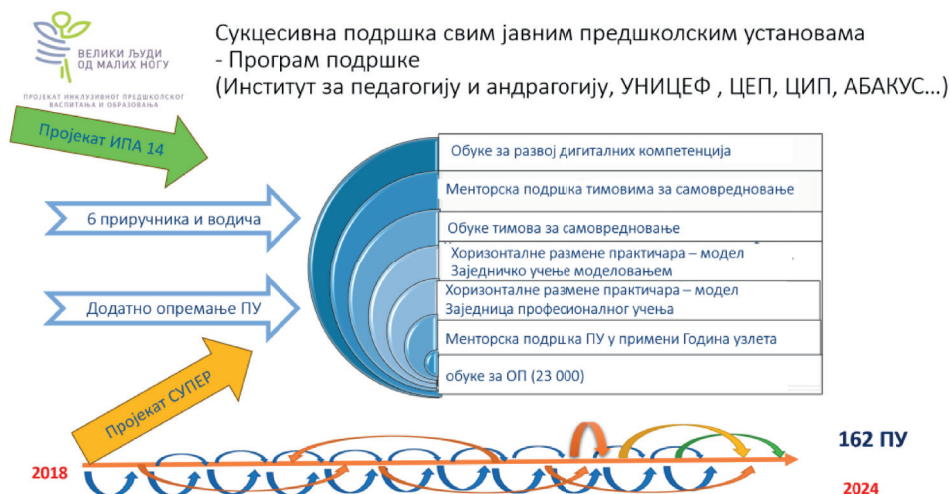 ВЕЛИКИ ЉУДИ
ОД МАЛИХ НОГУ
ПРОЈЕКАТ ИНКЛУЗИВНОГ ПРЕДШКОЛСКОГ
ВАСПИТАЊА И ОБРАЗОВАЊА
Сукцесивна подршка свим јавним предшколским установама
- Програм подршке
(Институт за педагогију и андрагогију, УНИЦЕФ , ЦЕП, ЦИП, АБАКУС...)
Пројекат ИПА 14
6 приручника и водича
Додатно опремање ПУ
Пројекат СУПЕР
Обуке за развој дигиталних компетенција
Менторска подршка тимовима за самовредновање
Обуке тимова за самовредновање
Хоризонталне размене практичара – модел
Заједничко учење моделовањем
Хоризонталне размене практичара – модел
Заједница професионалног учења
Менторска подршка ПУ у примени Година узлета
обуке за ОП (23 000)
162 ПУ
2018
2024